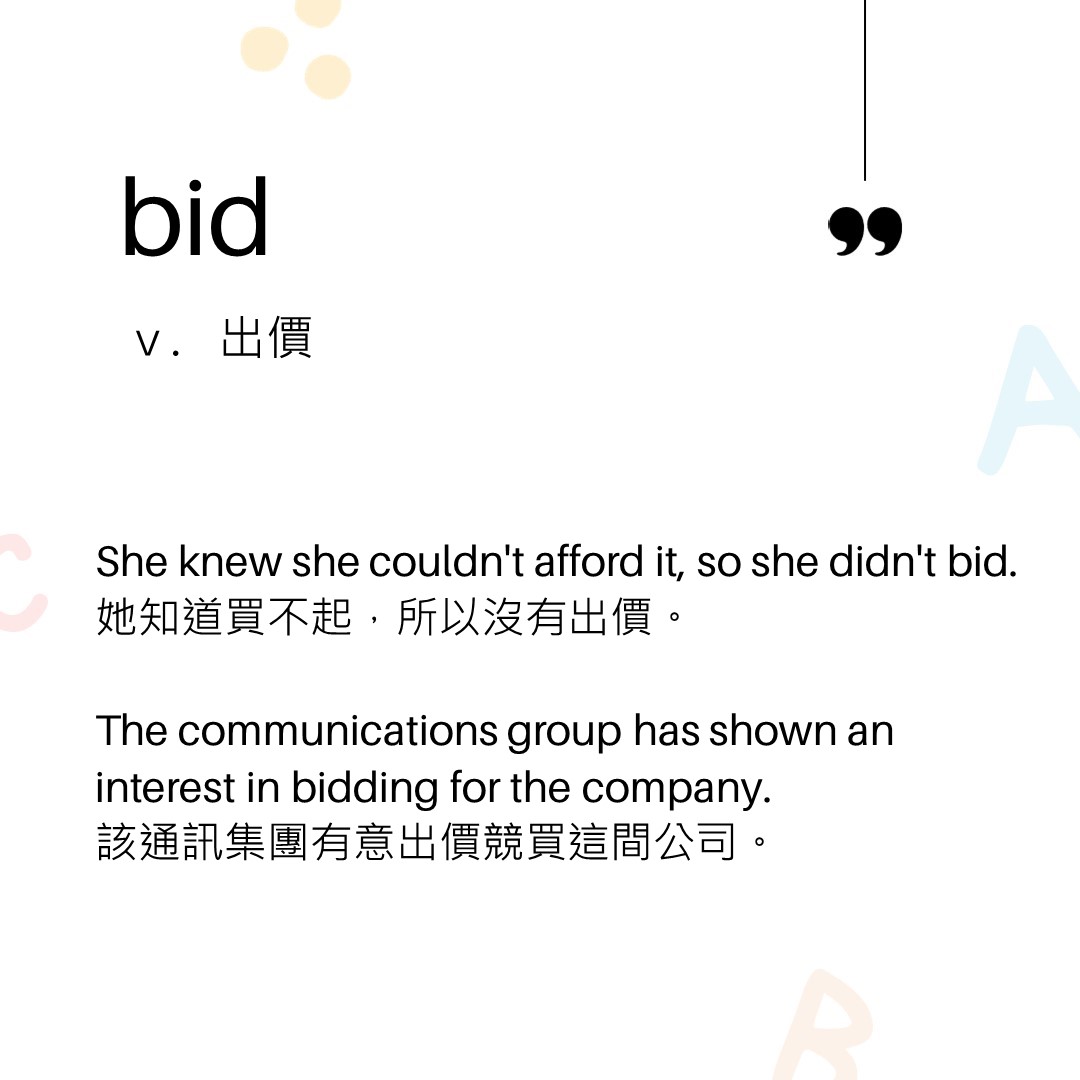 bid
”
v. 出價
A
C
She knew she couldn't afford it, so she didn't bid.
她知道買不起，所以沒有出價。
The communications group has shown an
interest in bidding for the company.
該通訊集團有意出價競買這間公司。
B